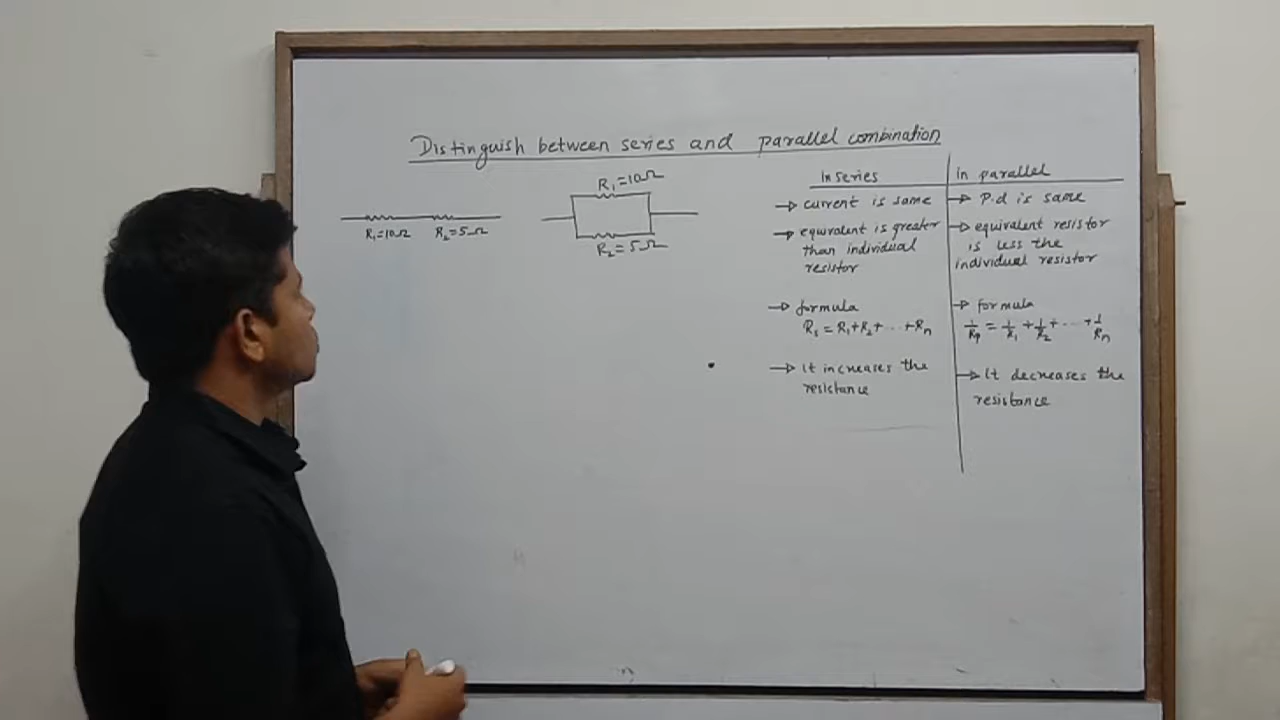 Distinguish between series and parallel combination
R₁=10Ω R₂=5Ω
R₁=10Ω
R₂=5Ω
In series
→ current is same
→ equivalent is greater
than individual
resistor
→ formula
Rs = R₁+R₂+ ... +Rn
→ It increases the
resistance
In parallel
→ P.d is same
→ equivalent resistor
is less the
individual resistor
→ formula
1/Rp = 1/R₁ + 1/R₂ + ... + 1/Rn
→ It decreases the
resistance